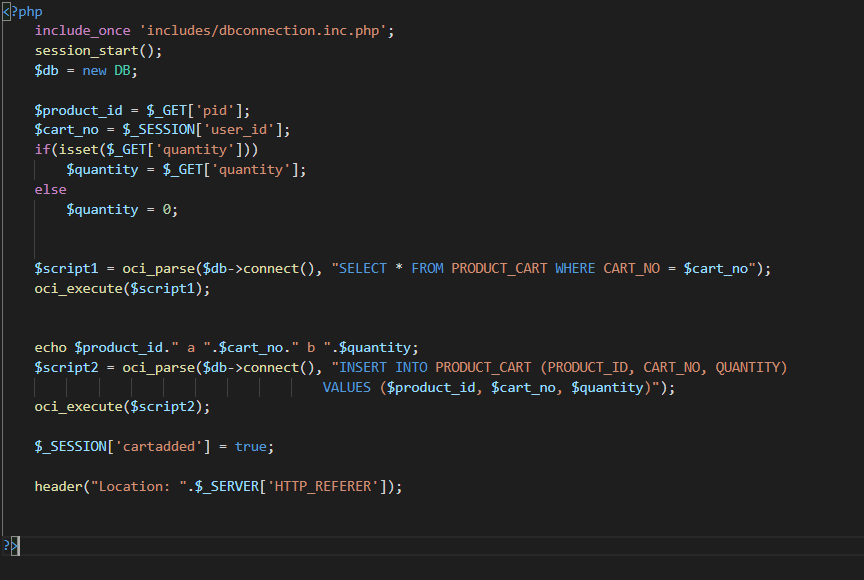 <?php
include_once 'includes/dbconnection.inc.php';
session_start();
$db = new DB;
$product_id = $_GET['pid'];
$cart_no = $_SESSION['user_id'];
if(isset($_GET['quantity']))
$quantity = $_GET['quantity'];
else
$quantity = 0;
$script1 = oci_parse($db->connect(), "SELECT * FROM PRODUCT_CART WHERE CART_NO = $cart_no");
oci_execute($script1);
echo $product_id." a ".$cart_no." b ".$quantity;
$script2 = oci_parse($db->connect(), "INSERT INTO PRODUCT_CART (PRODUCT_ID, CART_NO, QUANTITY)
VALUES ($product_id, $cart_no, $quantity)");
oci_execute($script2);
$_SESSION['cartadded'] = true;
header("Location: ".$_SERVER['HTTP_REFERER']);
?>